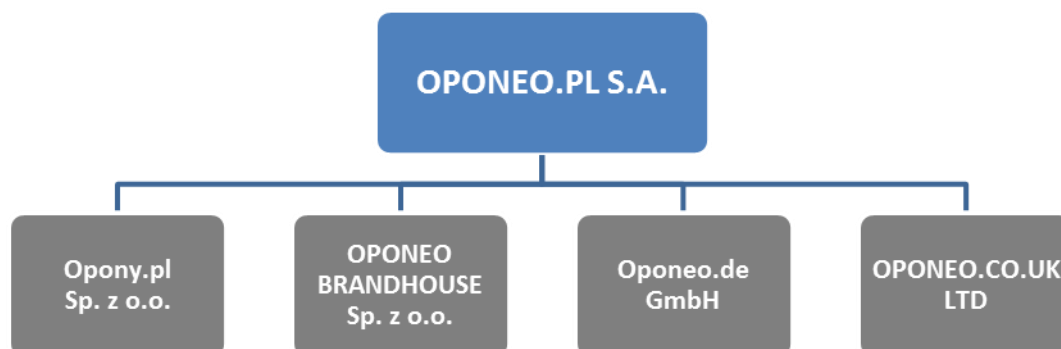 OPONEO.PL S.A.
Opony.pl
Sp. z o.o.
OPONEO
BRANDHOUSE
Sp. z o.o.
Oponeo.de
GmbH
OPONEO.CO.UK
LTD